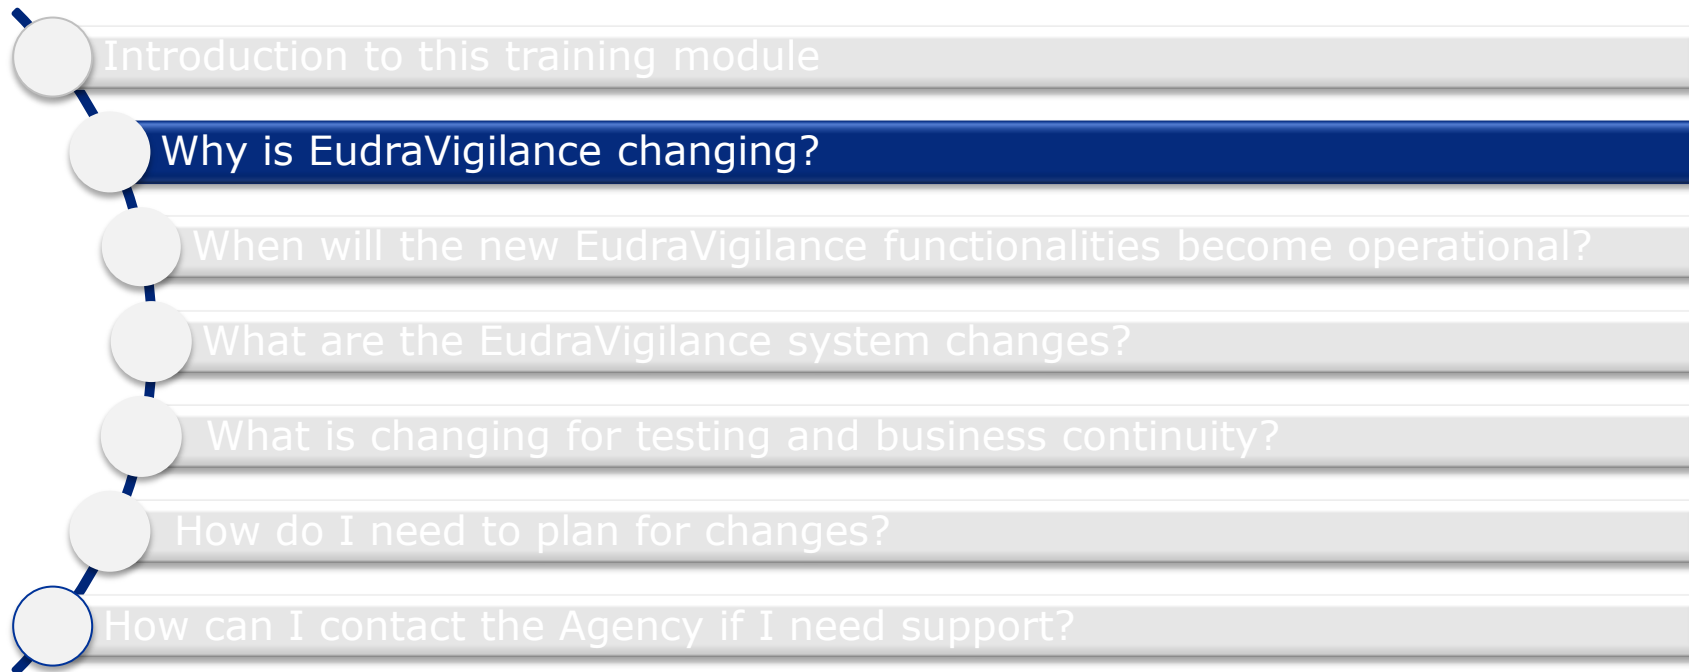 Introduction to this training module
Why is EudraVigilance changing?
When will the new EudraVigilance functionalities become operational?
What are the EudraVigilance system changes?
What is changing for testing and business continuity?
How do I need to plan for changes?
How can I contact the Agency if I need support?